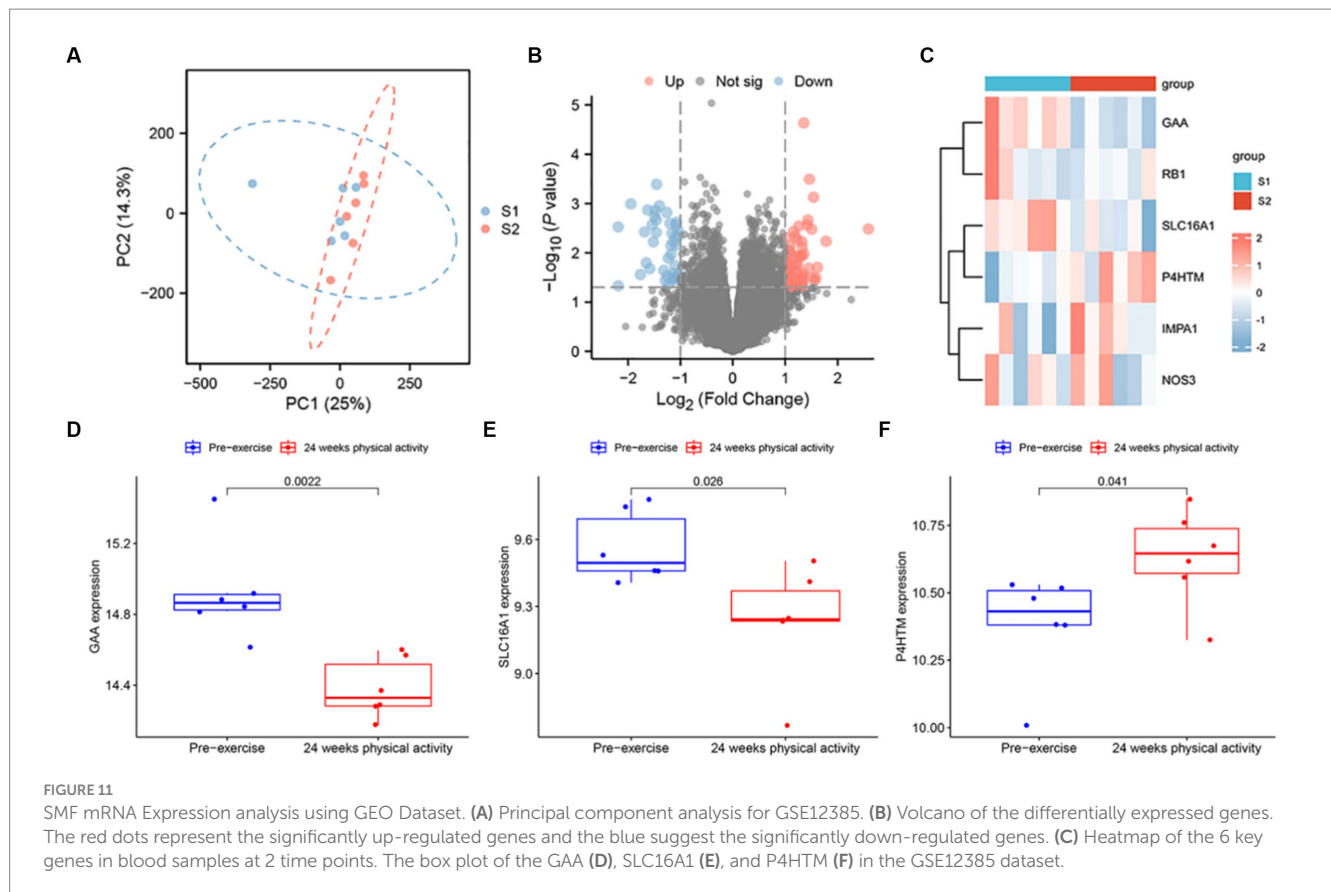 A
200
0
−200
PC2 (14.3%)
−500
−250
0
250
PC1 (25%)
S1
S2
B
Up
Not sig
Down
5
4
3
2
1
0
−Log10 (P value)
−2
−1
0
1
2
Log2 (Fold Change)
C
group
GAA
RB1
SLC16A1
P4HTM
IMPA1
NOS3
group
S1
S2
2
1
0
-1
-2
D
Pre−exercise
24 weeks physical activity
0.0022
15.2
14.8
14.4
GAA expression
Pre−exercise
24 weeks physical activity
E
Pre−exercise
24 weeks physical activity
0.026
9.6
9.3
9.0
SLC16A1 expression
Pre−exercise
24 weeks physical activity
F
Pre−exercise
24 weeks physical activity
0.041
10.75
10.50
10.25
10.00
P4HTM expression
Pre−exercise
24 weeks physical activity
FIGURE 11
SMF mRNA Expression analysis using GEO Dataset. (A) Principal component analysis for GSE12385. (B) Volcano of the differentially expressed genes.
The red dots represent the significantly up-regulated genes and the blue suggest the significantly down-regulated genes. (C) Heatmap of the 6 key
genes in blood samples at 2 time points. The box plot of the GAA (D), SLC16A1 (E), and P4HTM (F) in the GSE12385 dataset.